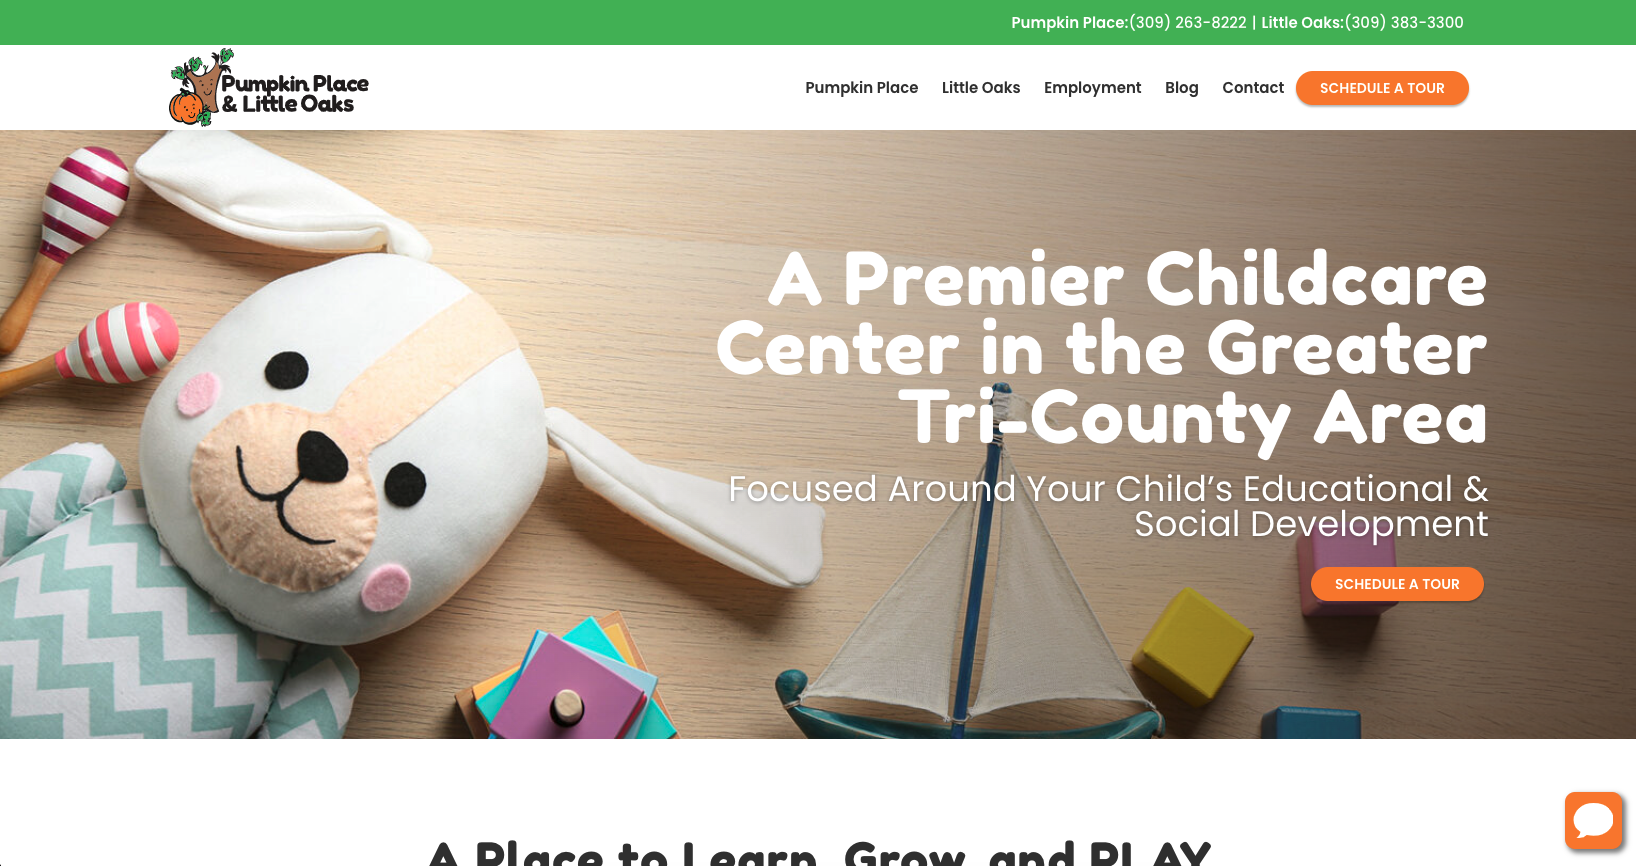 Pumpkin Place:(309) 263-8222 | Little Oaks:(309) 383-3300
Pumpkin Place
& Little Oaks
Pumpkin Place Little Oaks Employment Blog Contact SCHEDULE A TOUR
A Premier Childcare
Center in the Greater
Tri-County Area
Focused Around Your Child’s Educational &
Social Development
SCHEDULE A TOUR
A Place to Learn, Grow, and PLAY